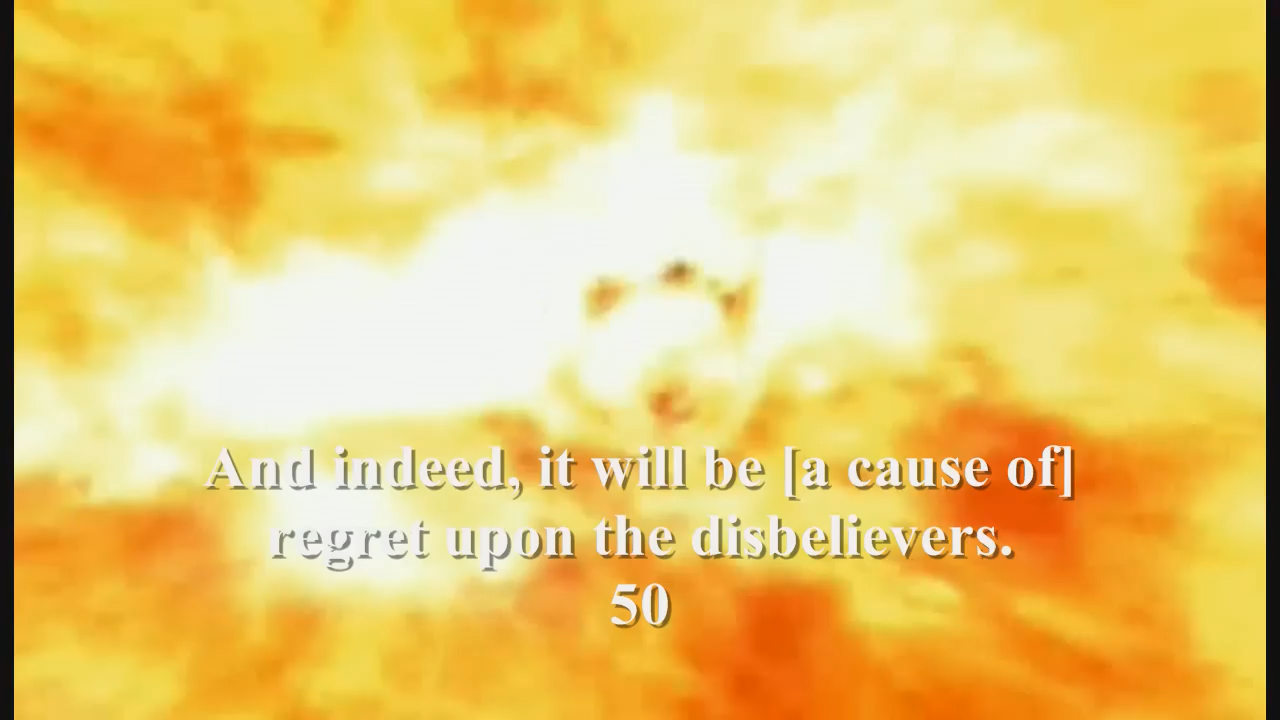 And indeed, it will be [a cause of]
regret upon the disbelievers.
50